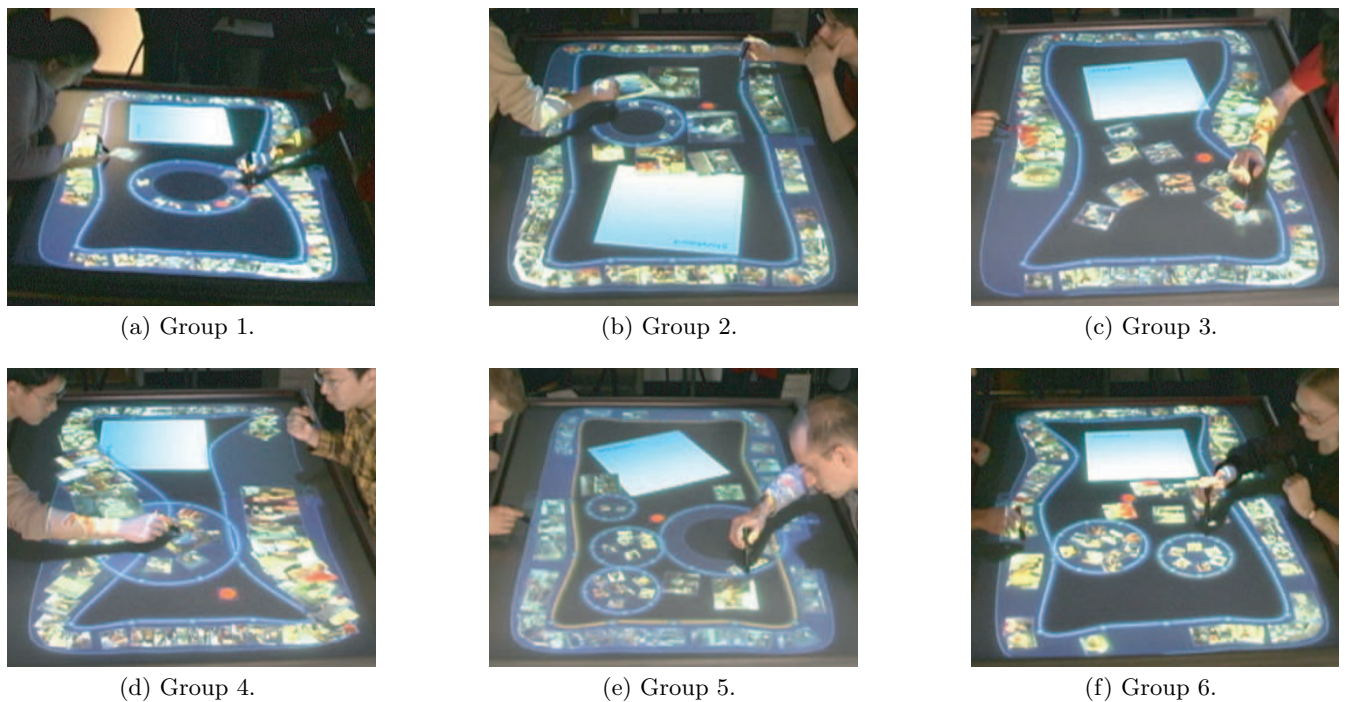 (a) Group 1.
(b) Group 2.
(c) Group 3.
(d) Group 4.
(e) Group 5.
(f) Group 6.